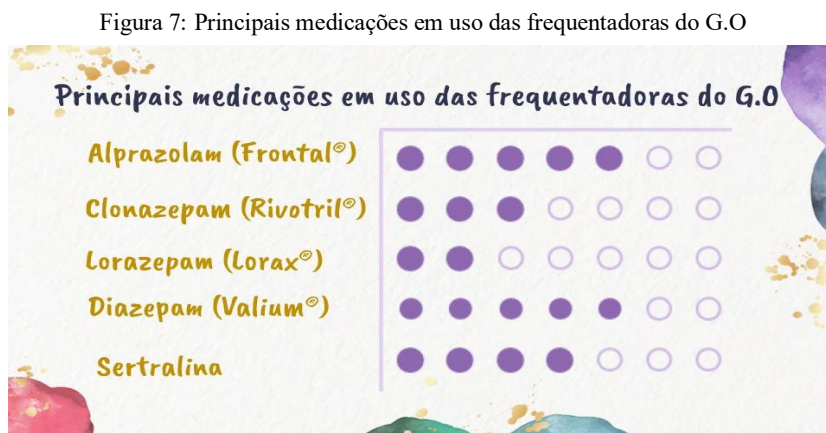 Figura 7: Principais medicações em uso das frequentadoras do G.O
Principais medicações em uso das frequentadoras do G.O
Alprazolam (Frontal®)
Clonazepam (Rivotril®)
Lorazepam (Lorax®)
Diazepam (Valium®)
Sertralina